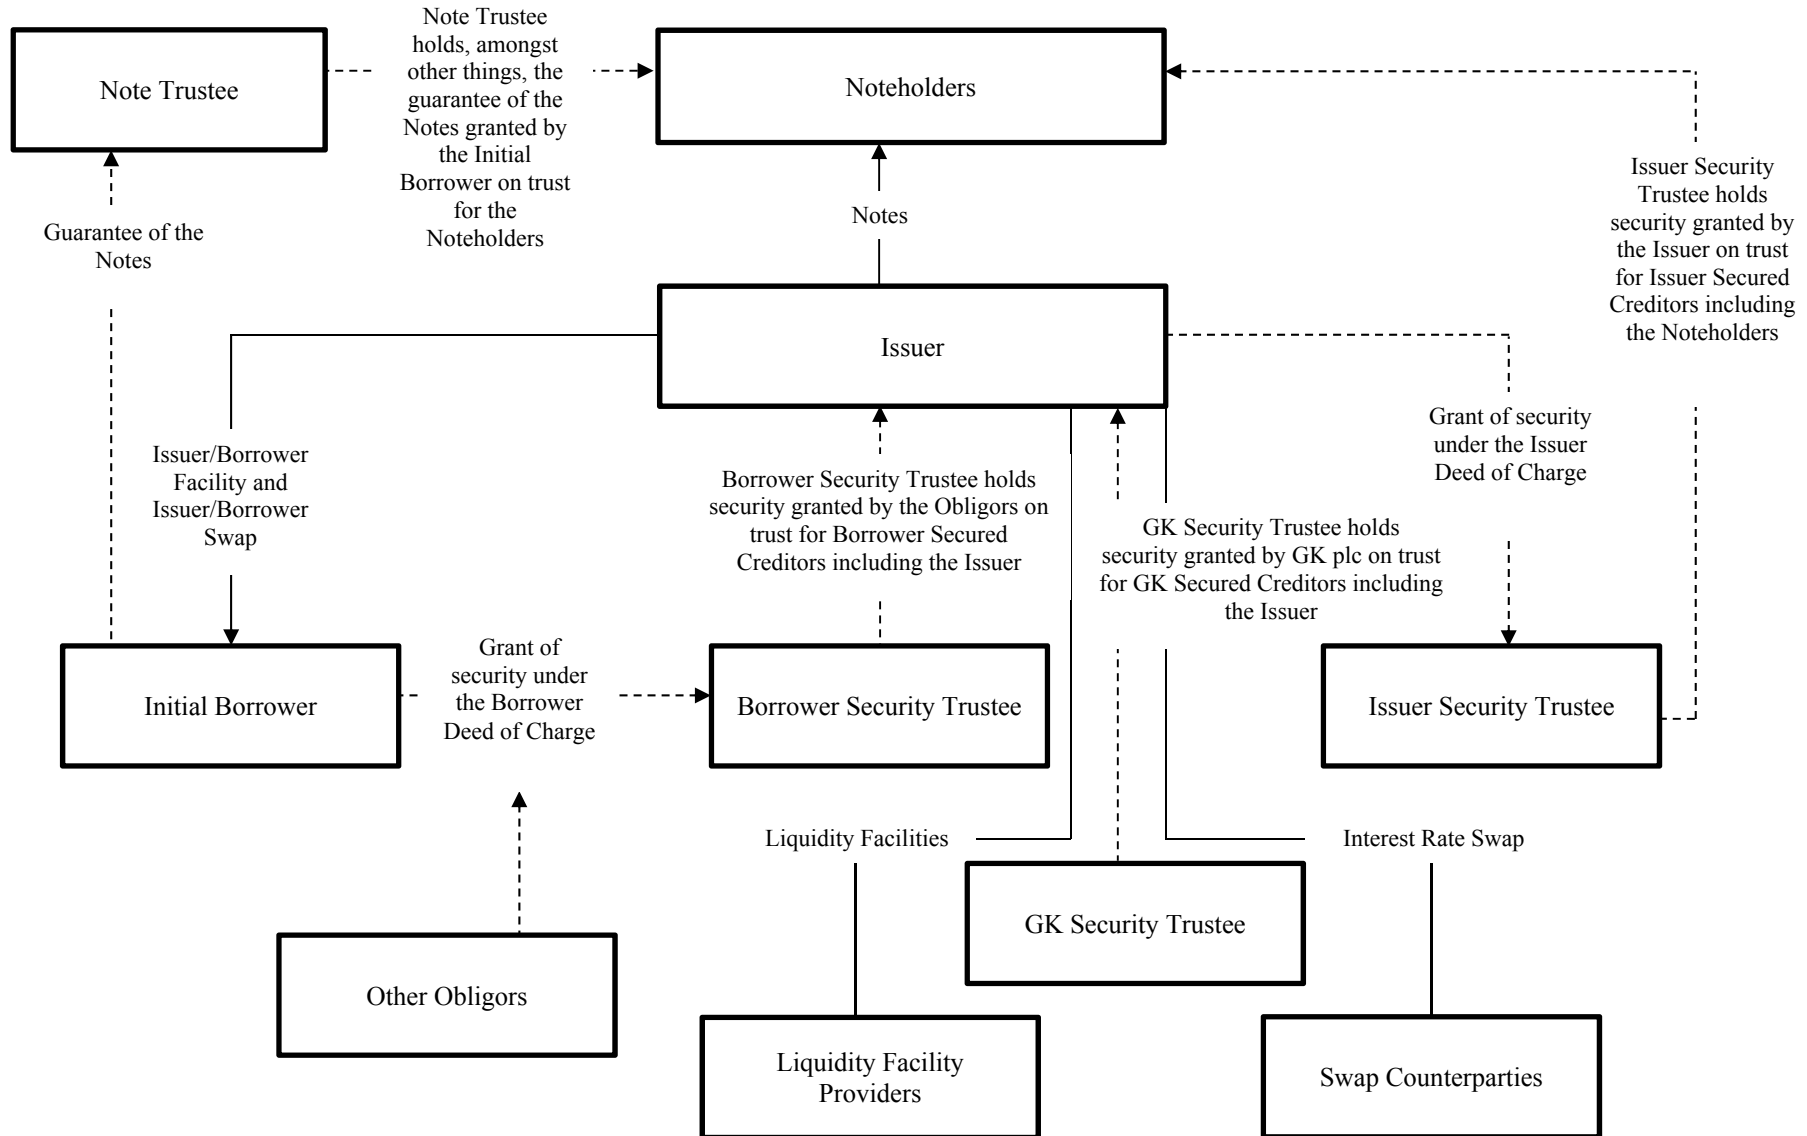 Note Trustee
Note Trustee
holds, amongst
other things, the
guarantee of the
Notes granted by
the Initial
Borrower on trust
for the
Noteholders
Noteholders
Guarantee of the
Notes
Notes
Issuer Security
Trustee holds
security granted by
the Issuer on trust
for Issuer Secured
Creditors including
the Noteholders
Issuer
Issuer/Borrower
Facility and
Issuer/Borrower
Swap
Borrower Security Trustee holds
security granted by the Obligors on
trust for Borrower Secured
Creditors including the Issuer
GK Security Trustee holds
security granted by GK plc on trust
for GK Secured Creditors including
the Issuer
Grant of security
under the Issuer
Deed of Charge
Initial Borrower
Grant of
security under
the Borrower
Deed of Charge
Borrower Security Trustee
Issuer Security Trustee
Liquidity Facilities
Interest Rate Swap
Other Obligors
GK Security Trustee
Liquidity Facility
Providers
Swap Counterparties